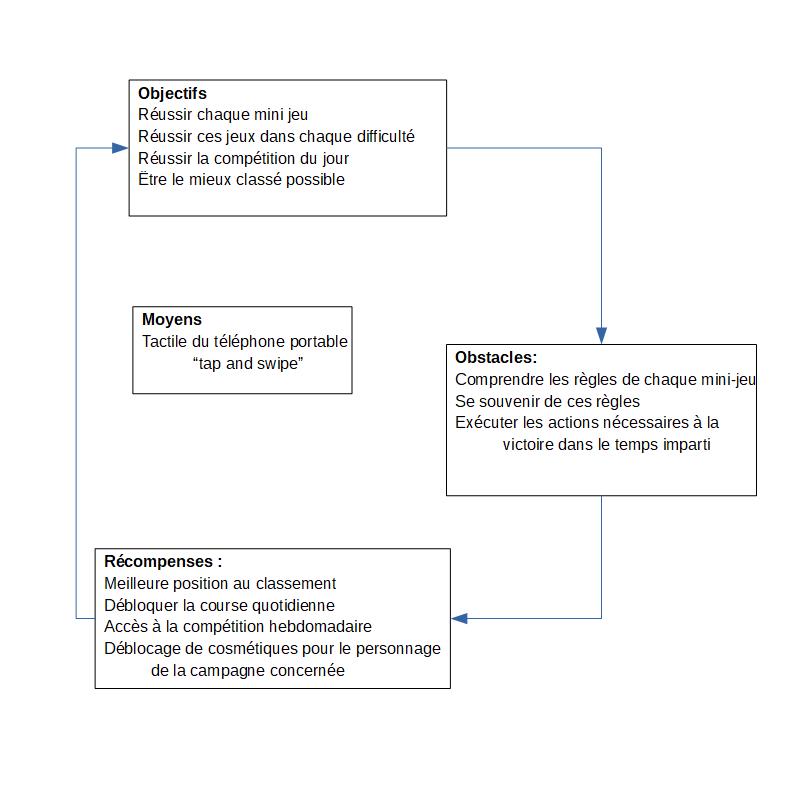 Objectifs
Réussir chaque mini jeu
Réussir ces jeux dans chaque difficulté
Réussir la compétition du jour
Ëtre le mieux classé possible
Moyens
Tactile du téléphone portable
“tap and swipe”
Obstacles:
Comprendre les règles de chaque mini-jeu
Se souvenir de ces règles
Exécuter les actions nécessaires à la
victoire dans le temps imparti
Récompenses :
Meilleure position au classement
Débloquer la course quotidienne
Accès à la compétition hebdomadaire
Déblocage de cosmétiques pour le personnage
de la campagne concernée